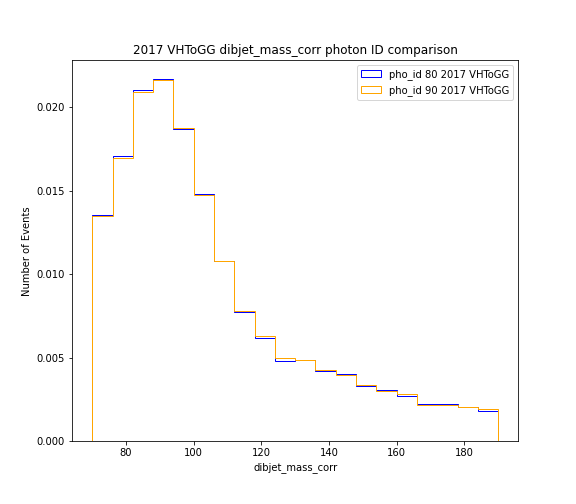 2017 VHToGG dibjet_mass_corr photon ID comparison
pho_id 80 2017 VHToGG
pho_id 90 2017 VHToGG
Number of Events
0.020
0.015
0.010
0.005
0.000
80 100 120 140 160 180
dibjet_mass_corr